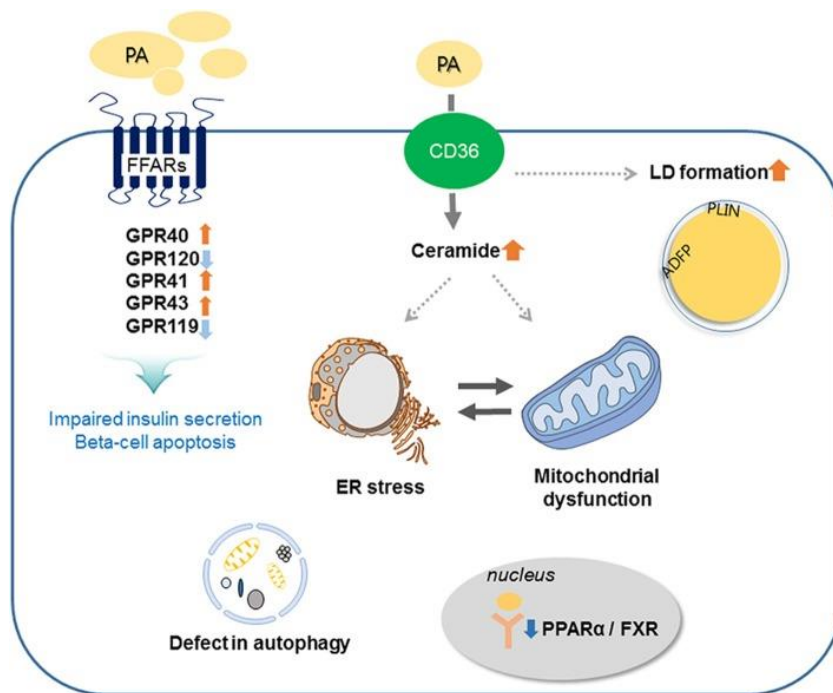 PA
FFARs
GPR40
GPR120
GPR41
GPR43
GPR119
Impaired insulin secretion
Beta-cell apoptosis
PA
CD36
Ceramide
LD formation
PLIN
ADFP
ER stress
Mitochondrial
dysfunction
Defect in autophagy
nucleus
PPARα / FXR